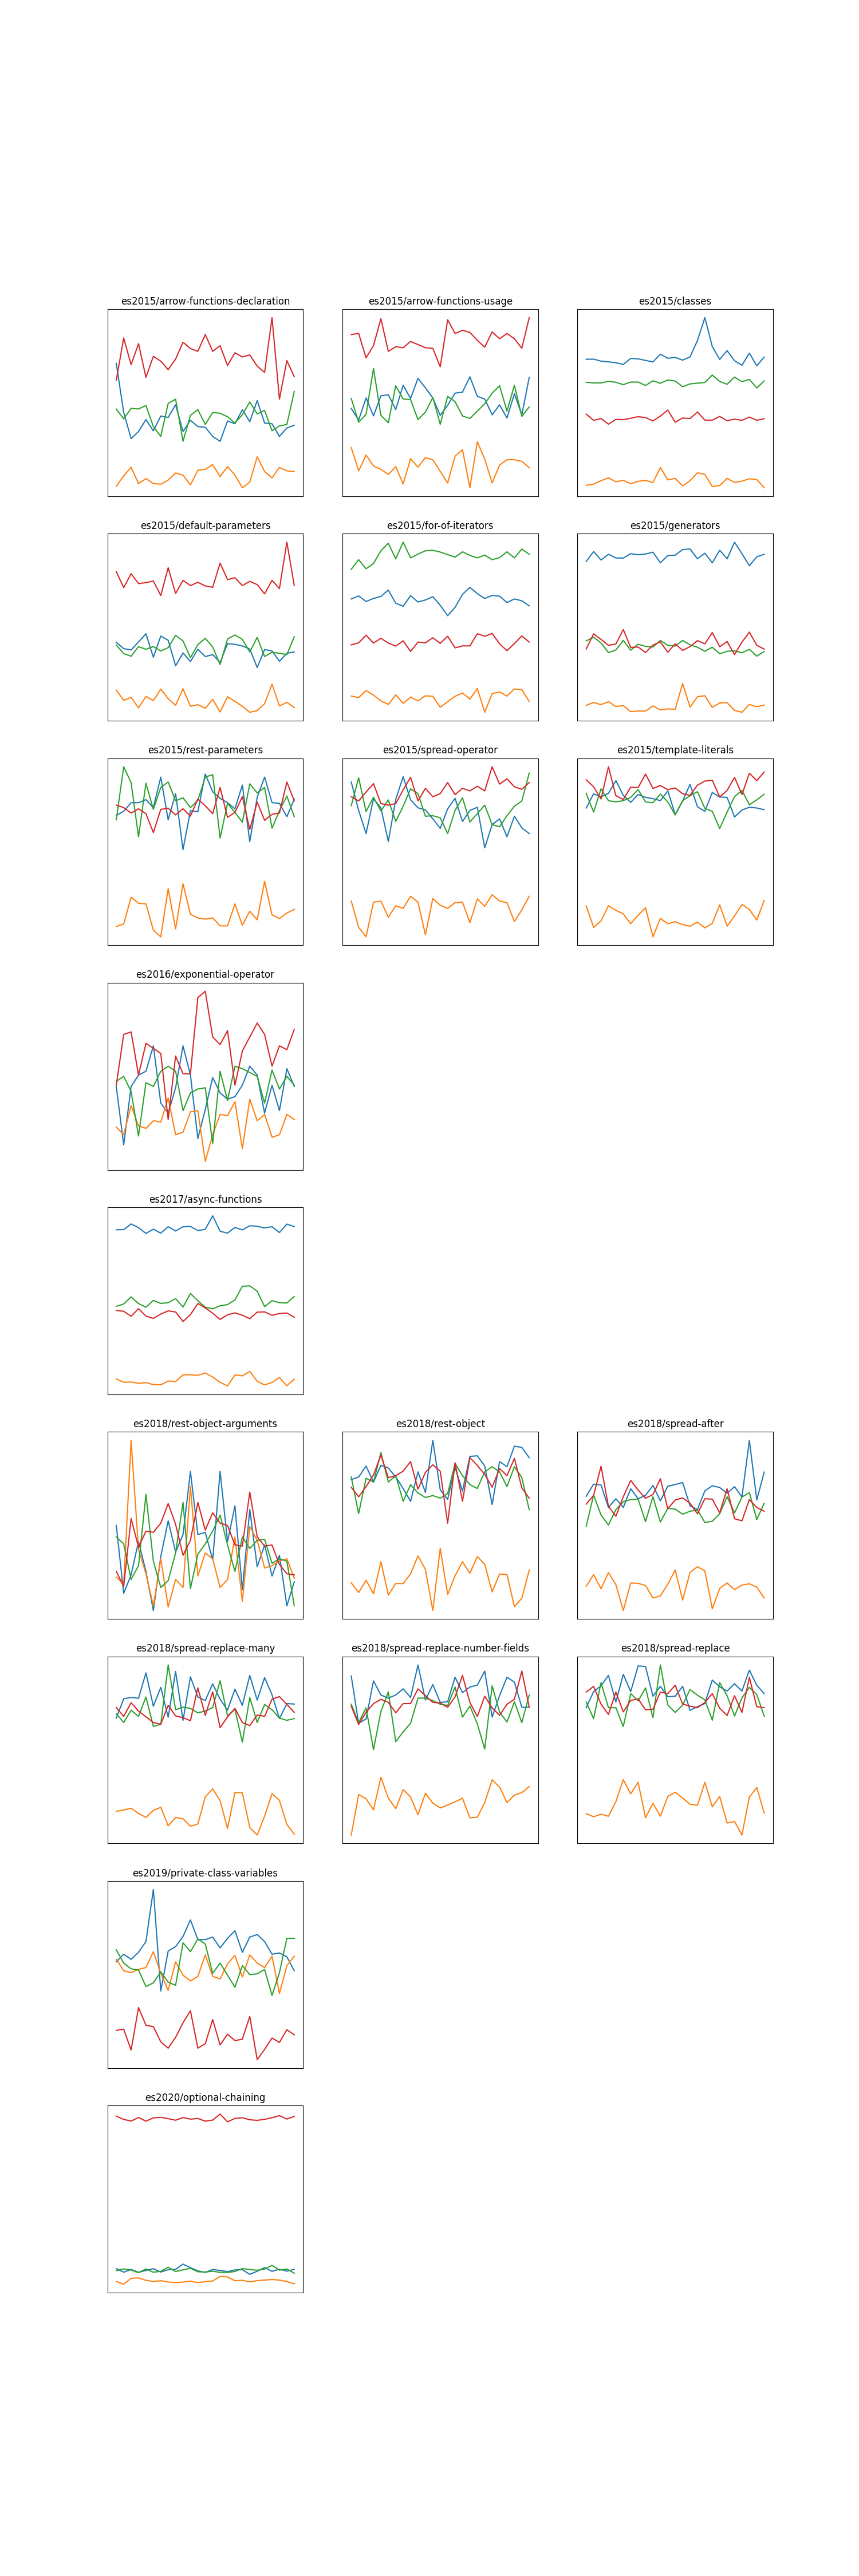 es2015/arrow-functions-declaration
es2015/arrow-functions-usage
es2015/classes
es2015/default-parameters
es2015/for-of-iterators
es2015/generators
es2015/rest-parameters
es2015/spread-operator
es2015/template-literals
es2016/exponential-operator
es2017/async-functions
es2018/rest-object-arguments
es2018/rest-object
es2018/spread-after
es2018/spread-replace-many
es2018/spread-replace-number-fields
es2018/spread-replace
es2019/private-class-variables
es2020/optional-chaining